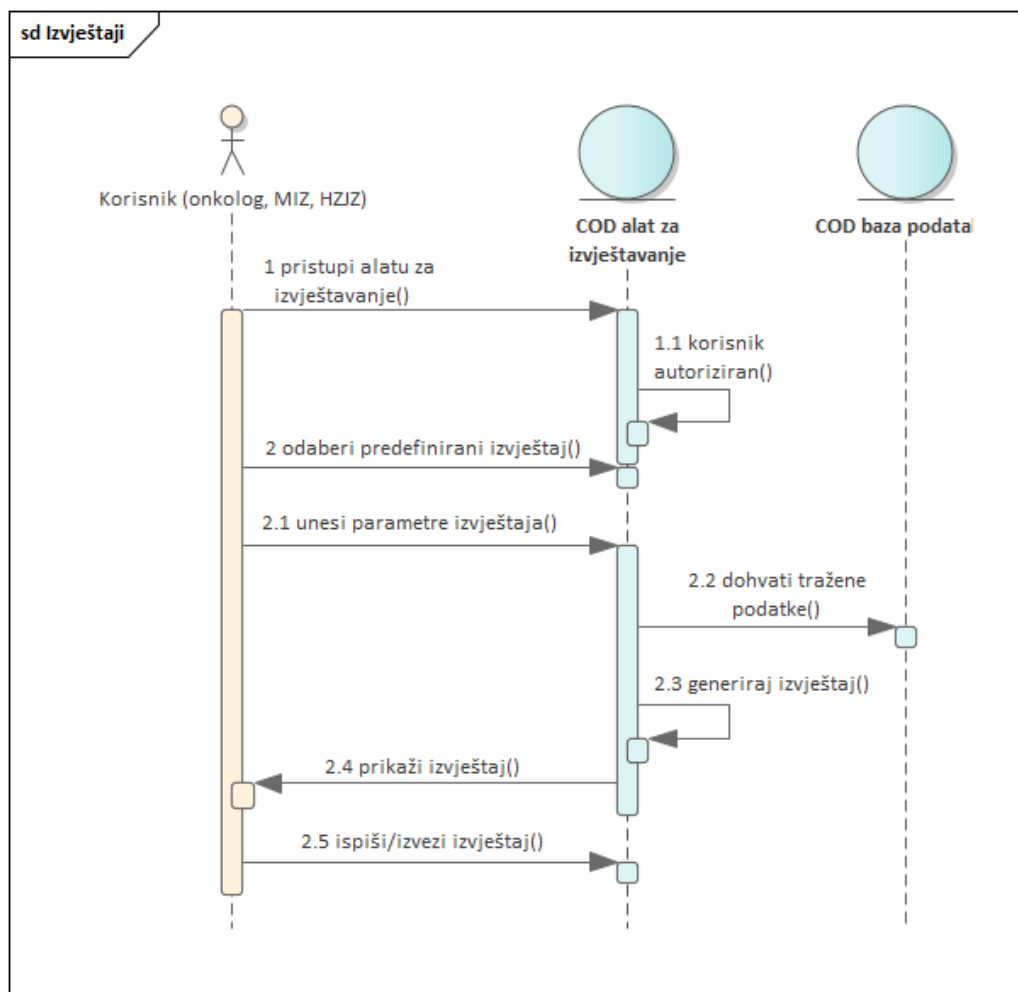 sd Izvještaji
Korisnik (onkolog, MIZ, HZJZ)
COD alat za
izvještavanje
COD baza
1 pristupi alatu za
izvještavanje()
1.1 korisnik
autoriziran()
2 odaberi predefinirani izvještaj()
2.1 unesi parametre izvještaja()
2.2 dohvati tražene
podatke()
2.3 generiraj izvještaj()
2.4 prikaži izvještaj()
2.5 ispiši/izvezi izvještaj()